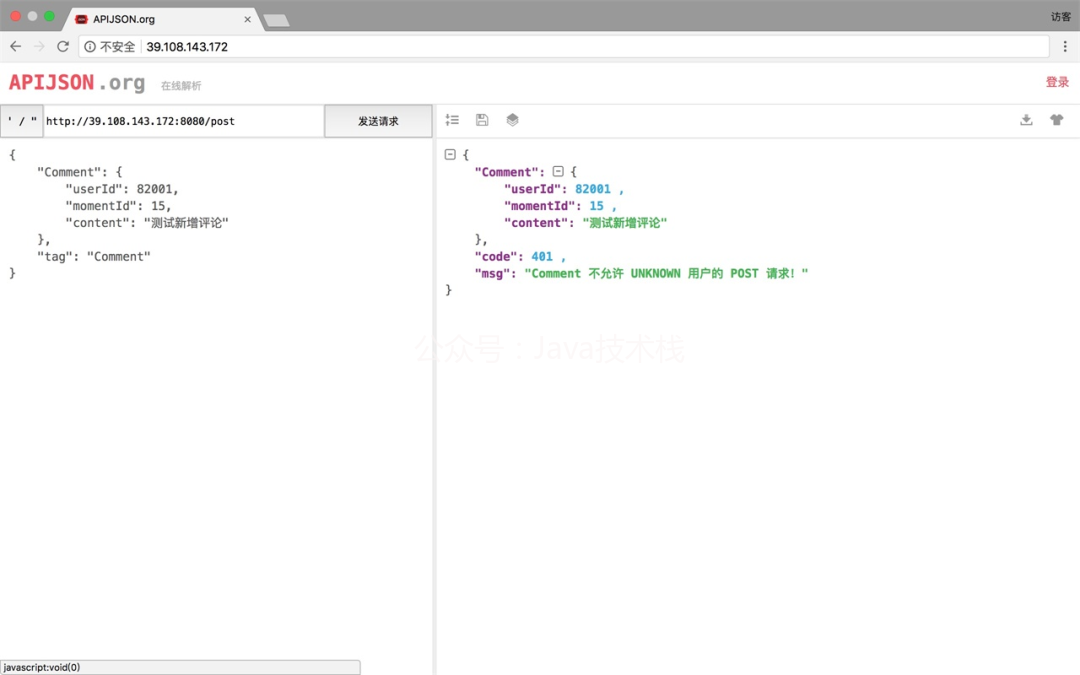 APIJSON.org
访客
不安全 39.108.143.172
APIJSON.org 在线解析
登录
' / " http://39.108.143.172:8080/post 发送请求
{
"Comment": {
"userId": 82001,
"momentId": 15,
"content": "测试新增评论"
},
"tag": "Comment"
}
{
"Comment": {
"userId": 82001 ,
"momentId": 15 ,
"content": "测试新增评论"
},
"code": 401 ,
"msg": "Comment 不允许 UNKNOWN 用户的 POST 请求! "
}
公众号：Java技术栈
javascript:void(0)